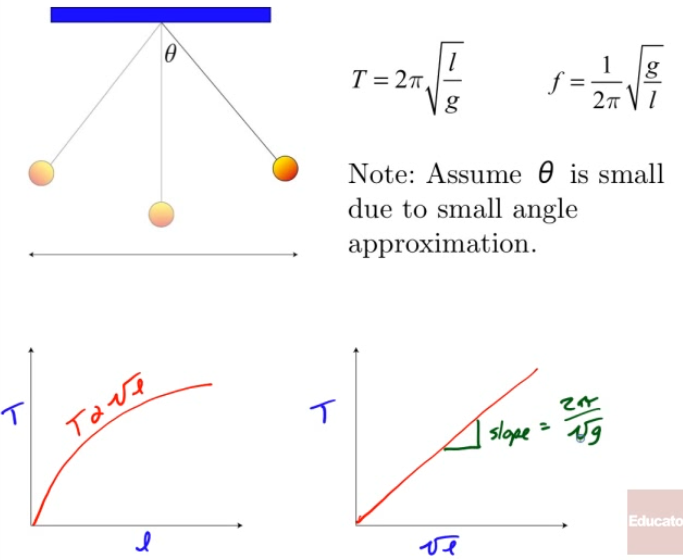 θ
T = 2π√(l/g)
f = 1/2π √(g/l)
Note: Assume θ is small
due to small angle
approximation.
T
T ∝ √l
l
T
slope = 2π/√g
√l
Educato